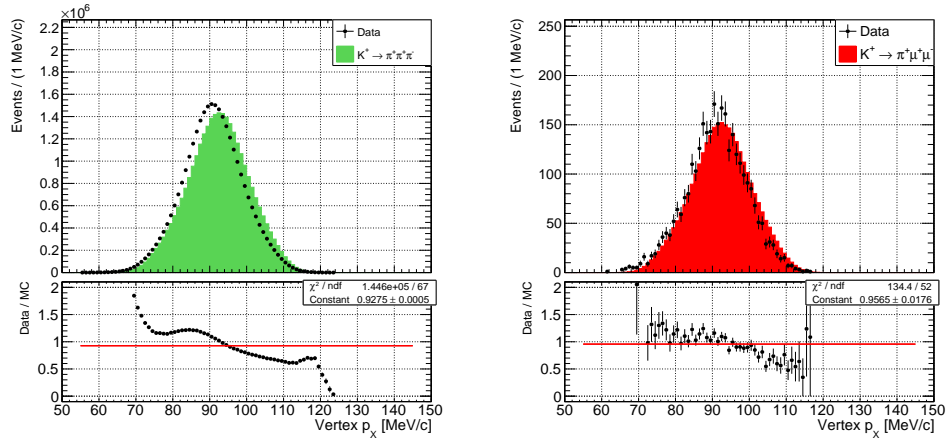 ×10⁶
2.2
2
1.8
1.6
1.4
1.2
1
0.8
0.6
0.4
0.2
0
Events / (1 MeV/c)
Data
K⁺ → π⁺π⁺π⁻
2
1.5
1
0.5
0
Data / MC
χ² / ndf 1.446e+05 / 67
Constant 0.9275 ± 0.0005
50 60 70 80 90 100 110 120 130 140 150
Vertex pX [MeV/c]
250
200
150
100
50
0
Events / (1 MeV/c)
Data
K⁺ → π⁺μ⁺μ⁻
2
1.5
1
0.5
0
Data / MC
χ² / ndf 134.4 / 52
Constant 0.9565 ± 0.0176
50 60 70 80 90 100 110 120 130 140 150
Vertex pX [MeV/c]